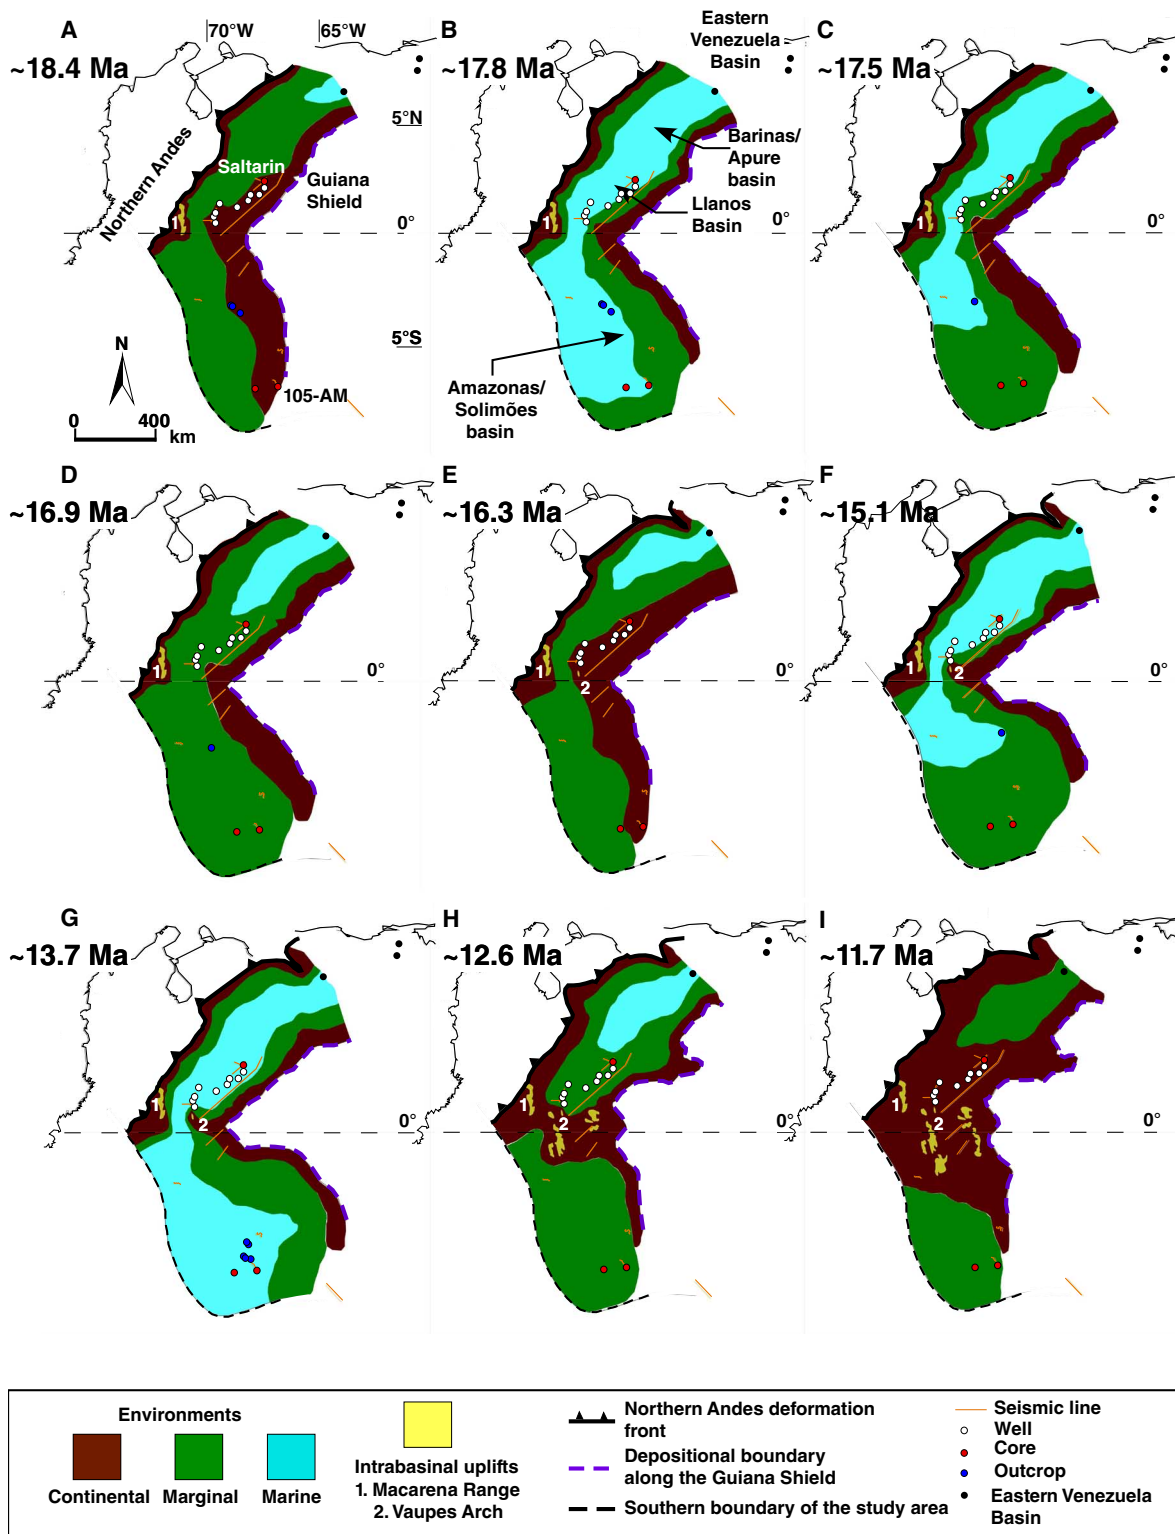 A
70°W
65°W
~18.4 Ma
5°N
Northern Andes
Saltarin
Guiana
Shield
1
0°
5°S
N
0 400
km
105-AM
B
~17.8 Ma
Eastern
Venezuela
Basin
Barinas/
Apure
basin
Llanos
Basin
1
0°
Amazonas/
Solimões
basin
C
~17.5 Ma
1
0°
D
~16.9 Ma
1
0°
E
~16.3 Ma
1
2
0°
F
~15.1 Ma
1
2
0°
G
~13.7 Ma
1
2
0°
H
~12.6 Ma
1
2
0°
I
~11.7 Ma
1
2
0°
Environments
Continental Marginal Marine
Intrabasinal uplifts
1. Macarena Range
2. Vaupes Arch
Northern Andes deformation
front
Depositional boundary
along the Guiana Shield
Southern boundary of the study area
Seismic line
Well
Core
Outcrop
Eastern Venezuela
Basin